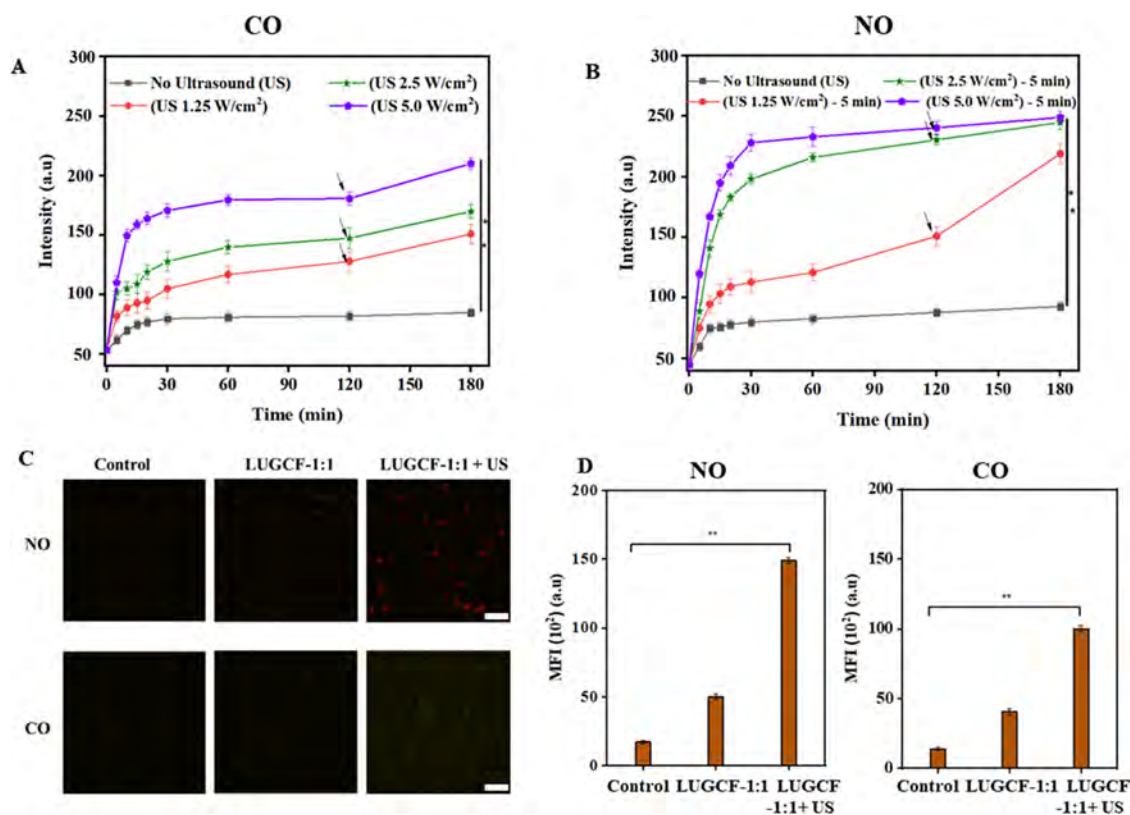 CO
A
300
250
200
150
100
50
Intensity (a.u)
No Ultrasound (US)
(US 2.5 W/cm²)
(US 1.25 W/cm²)
(US 5.0 W/cm²)
*
*
0 30 60 90 120 150 180
Time (min)
NO
B
300
250
200
150
100
50
Intensity (a.u)
No Ultrasound (US)
(US 2.5 W/cm²) - 5 min)
(US 1.25 W/cm²) - 5 min)
(US 5.0 W/cm²) - 5 min)
*
*
0 30 60 90 120 150 180
Time (min)
C
Control LUGCF-1:1 LUGCF-1:1 + US
NO
CO
D
NO
200
150
100
50
0
MFI (10²) (a.u)
**
Control LUGCF-1:1 LUGCF
-1:1+ US
CO
200
150
100
50
0
MFI (10²) (a.u)
**
Control LUGCF-1:1 LUGCF
-1:1+ US